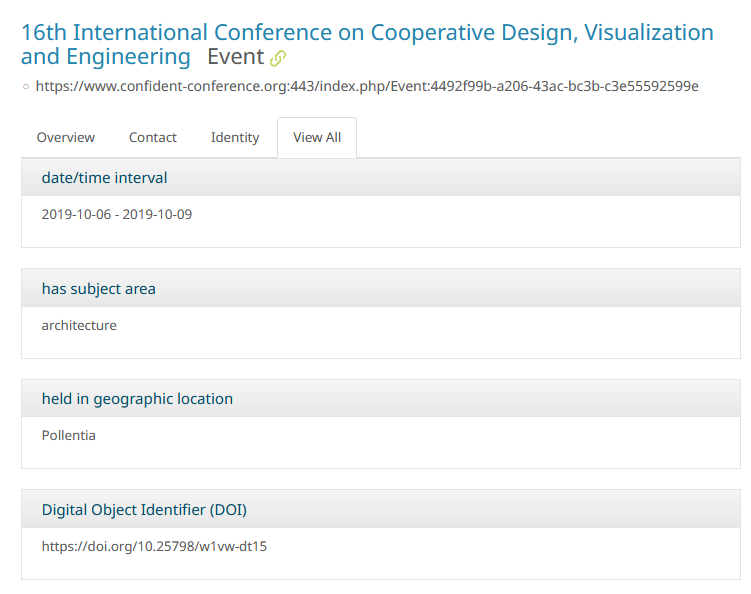 16th International Conference on Cooperative Design, Visualization
and Engineering Event
https://www.confident-conference.org:443/index.php/Event:4492f99b-a206-43ac-bc3b-c3e55592599e
Overview Contact Identity View All
date/time interval
2019-10-06 - 2019-10-09
has subject area
architecture
held in geographic location
Pollentia
Digital Object Identifier (DOI)
https://doi.org/10.25798/w1vw-dt15